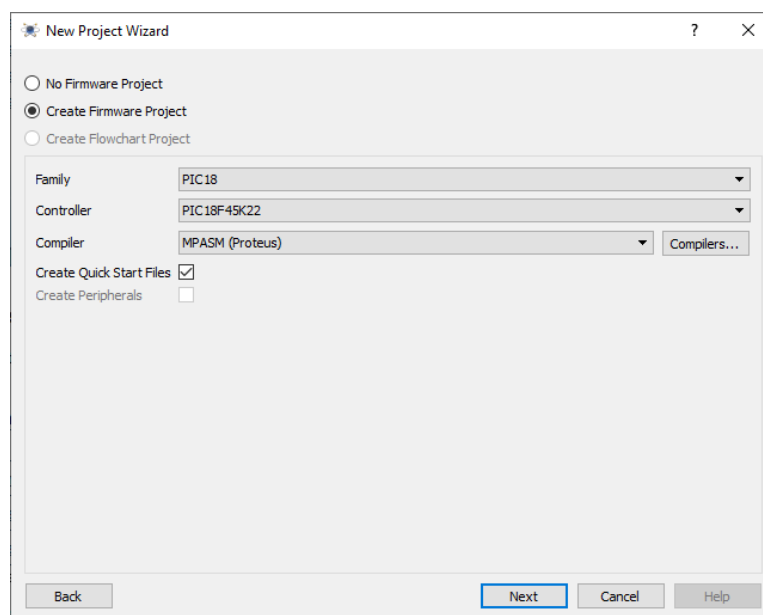 New Project Wizard ?
No Firmware Project
Create Firmware Project
Create Flowchart Project
Family PIC18
Controller PIC18F45K22
Compiler MPASM (Proteus) Compilers...
Create Quick Start Files
Create Peripherals
Back Next Cancel Help